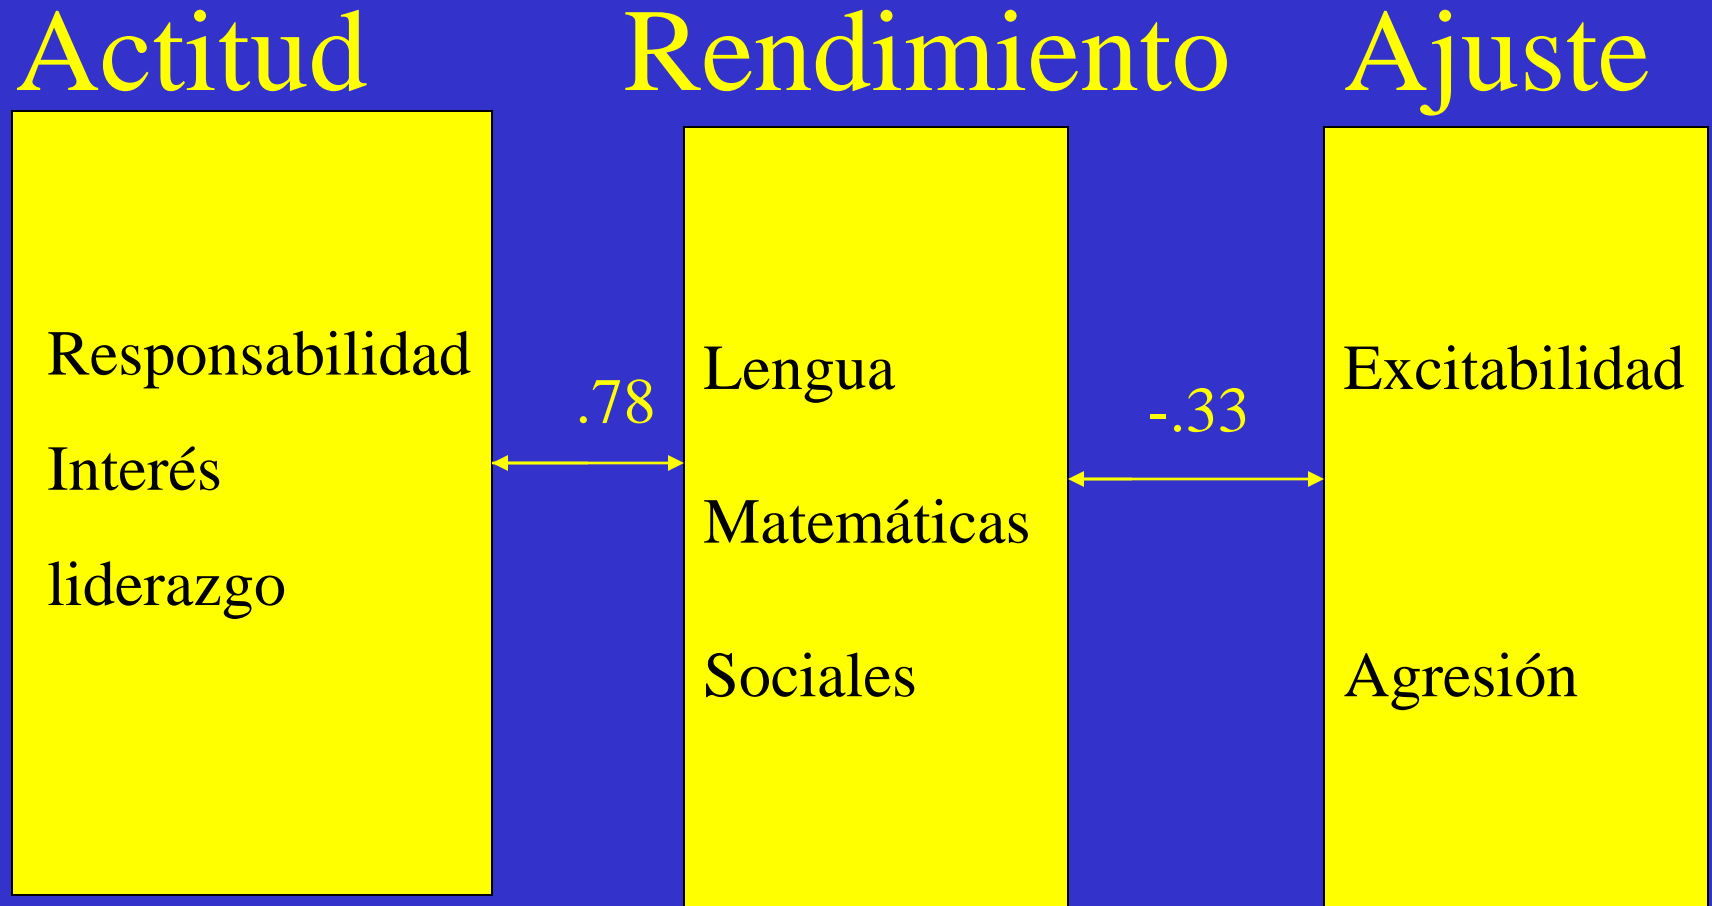 Actitud
Rendimiento
Ajuste
Responsabilidad
Interés
liderazgo
.78
Lengua
Matemáticas
Sociales
-.33
Excitabilidad
Agresión